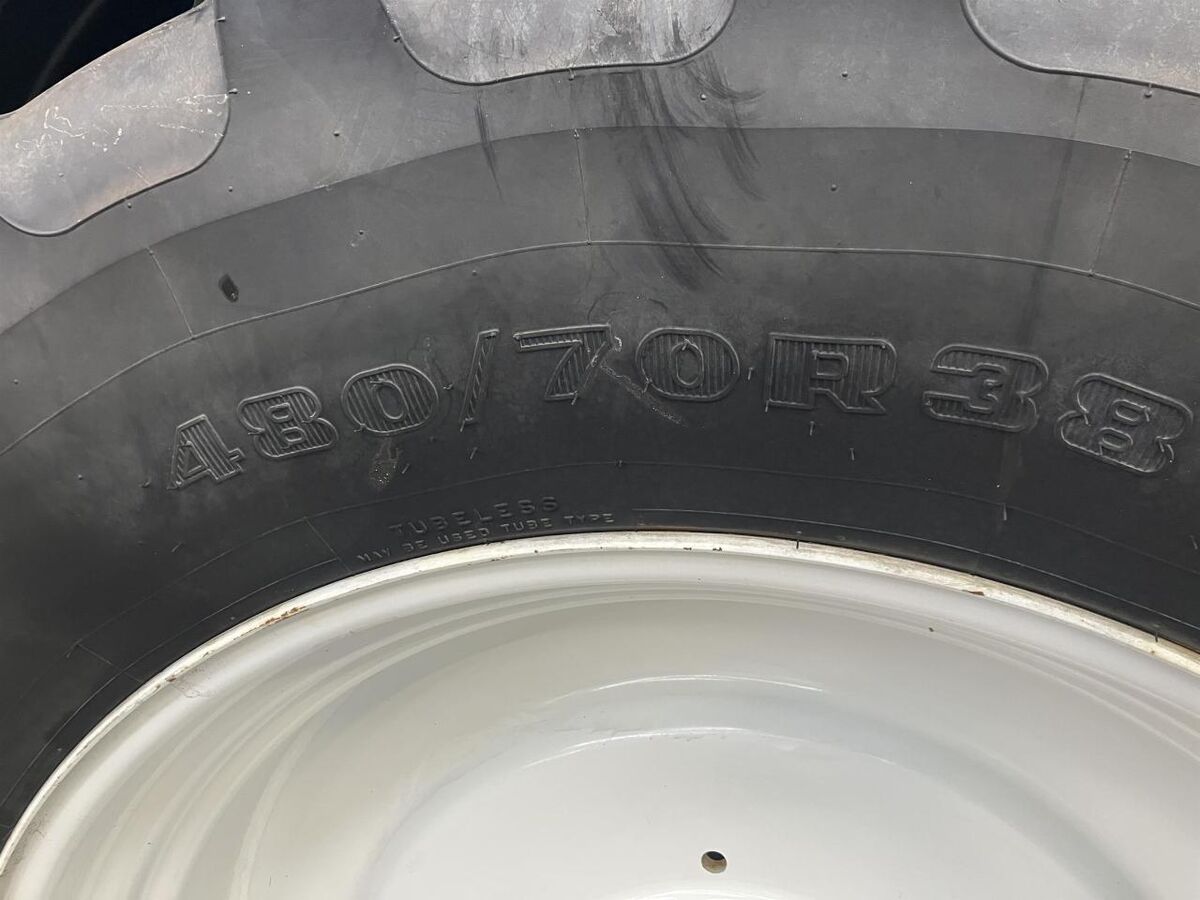 480/70R38
TUBELESS
MAY BE USED TUBE TYPE